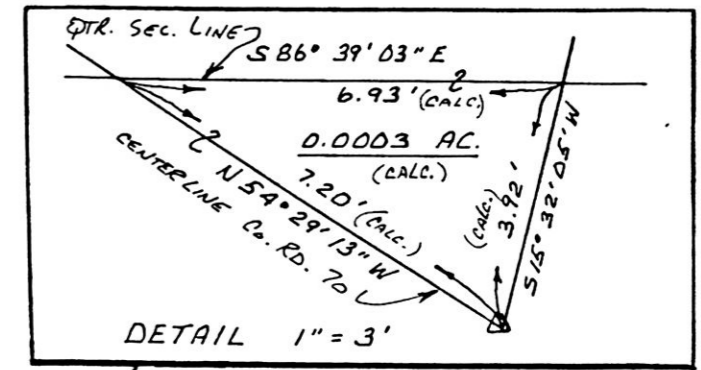 QTR. SEC. LINE
S 86° 39' 03" E
6.93' (CALC.)
0.0003 AC.
(CALC.)
7.20' (CALC.)
N 54° 29' 13" W
CENTERLINE CO. RD. 70
(CALC.)
3.92'
S 15° 32' 05" W
DETAIL 1" = 3'